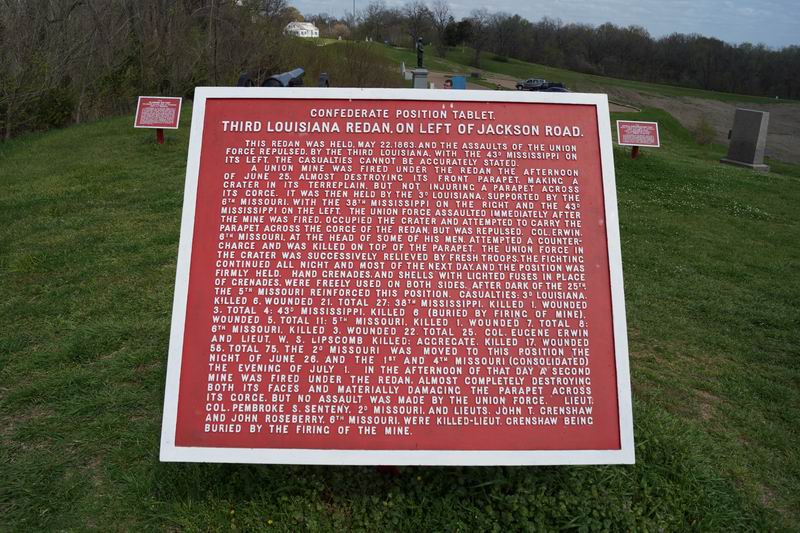 CONFEDERATE POSITION TABLET.
THIRD LOUISIANA REDAN, ON LEFT OF JACKSON ROAD.
THIS REDAN WAS HELD, MAY 22, 1863, AND THE ASSAULTS OF THE UNION
FORCE REPULSED, BY THE THIRD LOUISIANA, WITH THE 43D MISSISSIPPI ON
ITS LEFT. THE CASUALTIES CANNOT BE ACCURATELY STATED.
A UNION MINE WAS FIRED UNDER THE REDAN THE AFTERNOON
OF JUNE 25, ALMOST DESTROYING ITS FRONT PARAPET, MAKING A
CRATER IN ITS TERREPLEIN, BUT NOT INJURING A PARAPET ACROSS
ITS GORGE. IT WAS THEN HELD BY THE 3D LOUISIANA, SUPPORTED BY THE
6TH MISSOURI, WITH THE 38TH MISSISSIPPI ON THE RIGHT AND THE 43D
MISSISSIPPI ON THE LEFT. THE UNION FORCE ASSAULTED IMMEDIATELY AFTER
THE MINE WAS FIRED, OCCUPIED THE CRATER AND ATTEMPTED TO CARRY THE
PARAPET ACROSS THE GORGE OF THE REDAN, BUT WAS REPULSED. COL. ERWIN,
6TH MISSOURI, AT THE HEAD OF SOME OF HIS MEN, ATTEMPTED A COUNTER-
CHARGE AND WAS KILLED ON TOP OF THE PARAPET. THE UNION FORCE IN
THE CRATER WAS SUCCESSIVELY RELIEVED BY FRESH TROOPS, THE FIGHTING
CONTINUED ALL NIGHT AND MOST OF THE NEXT DAY, AND THE POSITION WAS
FIRMLY HELD. HAND GRENADES, AND SHELLS WITH LIGHTED FUSES IN PLACE
OF GRENADES, WERE FREELY USED ON BOTH SIDES. AFTER DARK OF THE 25TH,
THE 5TH MISSOURI REINFORCED THIS POSITION. CASUALTIES: 3D LOUISIANA,
KILLED 6, WOUNDED 21, TOTAL 27; 38TH MISSISSIPPI, KILLED 1, WOUNDED
3, TOTAL 4; 43D MISSISSIPPI, KILLED 6 (BURIED BY FIRING OF MINE),
WOUNDED 5, TOTAL 11; 5TH MISSOURI, KILLED 1, WOUNDED 7, TOTAL 8;
6TH MISSOURI, KILLED 3, WOUNDED 22, TOTAL 25, COL. EUGENE ERWIN
AND LIEUT. W. S. LIPSCOMB KILLED; AGGREGATE, KILLED 17, WOUNDED
58, TOTAL 75. THE 2D MISSOURI WAS MOVED TO THIS POSITION THE
NIGHT OF JUNE 26, AND THE 1ST AND 4TH MISSOURI (CONSOLIDATED)
THE EVENING OF JULY 1. IN THE AFTERNOON OF THAT DAY A SECOND
MINE WAS FIRED UNDER THE REDAN, ALMOST COMPLETELY DESTROYING
BOTH ITS FACES AND MATERIALLY DAMAGING THE PARAPET ACROSS
ITS GORGE, BUT NO ASSAULT WAS MADE BY THE UNION FORCE. LIEUT.
COL. PEMBROKE S. SENTENY, 2D MISSOURI, AND LIEUTS. JOHN T. CRENSHAW
AND JOHN ROSEBERRY, 6TH MISSOURI, WERE KILLED-LIEUT. CRENSHAW BEING
BURIED BY THE FIRING OF THE MINE.